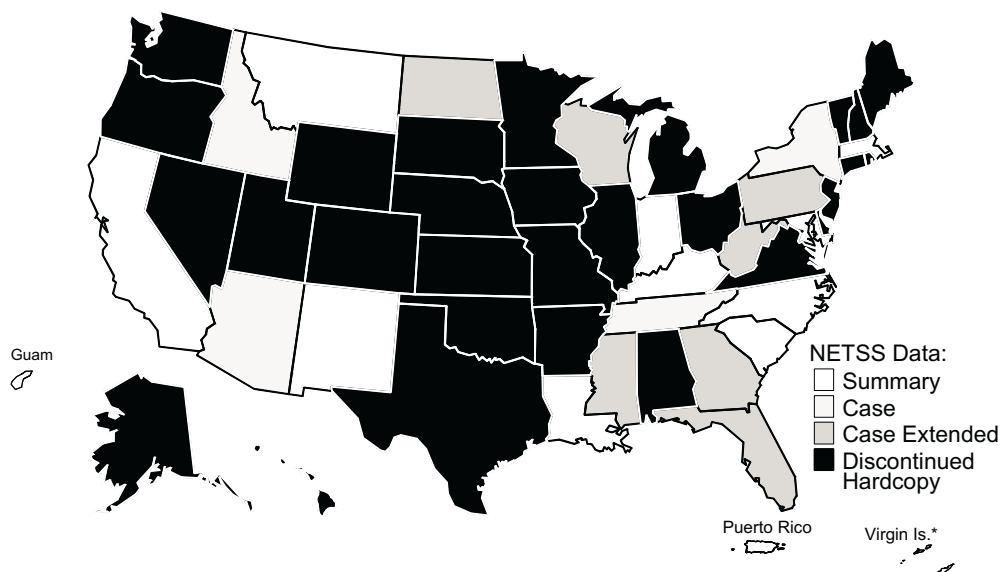 Guam
NETSS Data:
Summary
Case
Case Extended
Discontinued
Hardcopy
Puerto Rico
Virgin Is.*